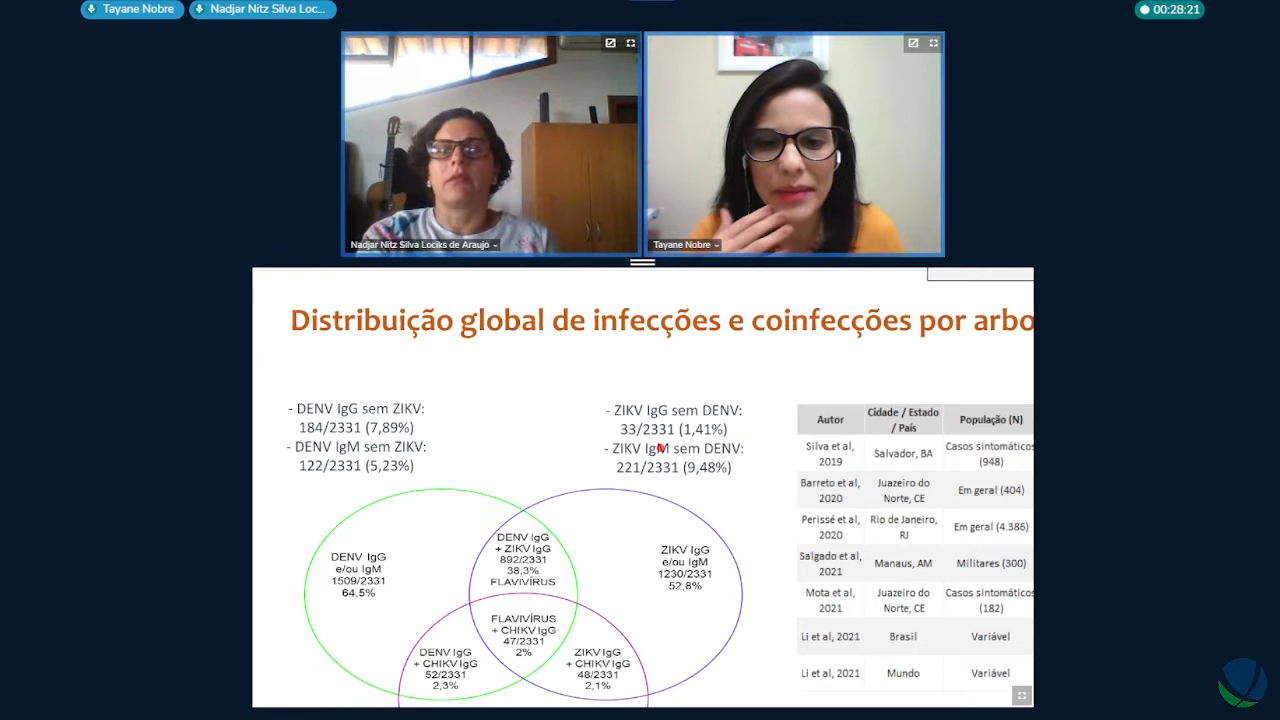 Tayane Nobre
Nadjar Nitz Silva Loc...
00:28:21
Nadjar Nitz Silva Lociks de Araujo
Tayane Nobre
Distribuição global de infecções e coinfecções por arbo
- DENV IgG sem ZIKV:
184/2331 (7,89%)
- DENV IgM sem ZIKV:
122/2331 (5,23%)
- ZIKV IgG sem DENV:
33/2331 (1,41%)
- ZIKV IgM sem DENV:
221/2331 (9,48%)
DENV IgG
e/ou IgM
1509/2331
64,5%
DENV IgG
+ ZIKV IgG
892/2331
38,3%
FLAVIVÍRUS
ZIKV IgG
e/ou IgM
1230/2331
52,8%
FLAVIVÍRUS
+ CHIKV IgG
47/2331
2%
DENV IgG
+ CHIKV IgG
52/2331
2,3%
ZIKV IgG
+ CHIKV IgG
48/2331
2,1%
Autor
Cidade / Estado
/ País
População (N)
Silva et al,
2019
Salvador, BA
Casos sintomáticos
(948)
Barreto et al,
2020
Juazeiro do
Norte, CE
Em geral (404)
Perissé et al,
2020
Rio de Janeiro,
RJ
Em geral (4.386)
Salgado et al,
2021
Manaus, AM
Militares (300)
Mota et al,
2021
Juazeiro do
Norte, CE
Casos sintomáticos
(182)
Li et al, 2021
Brasil
Variável
Li et al, 2021
Mundo
Variável